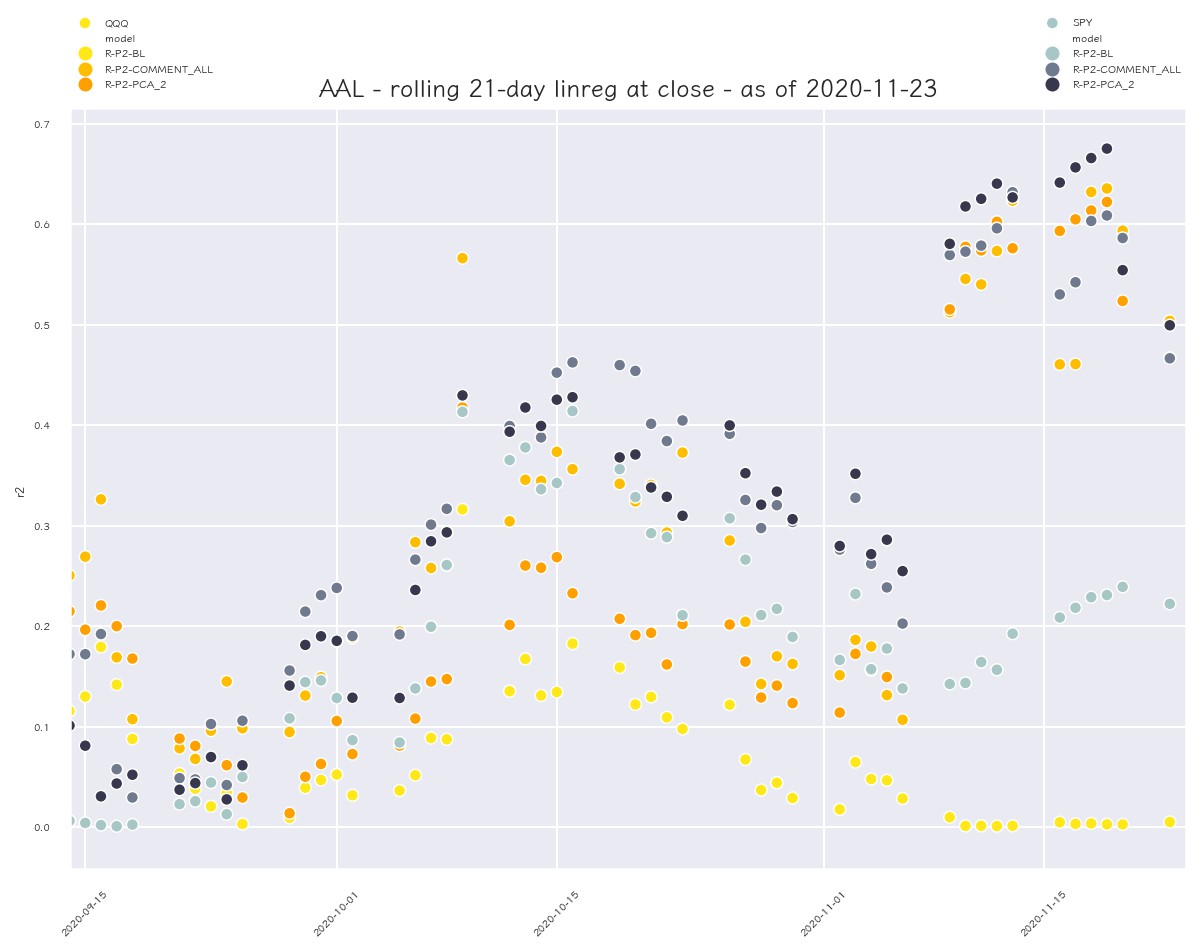 QQQ
model
R-P2-BL
R-P2-COMMENT_ALL
R-P2-PCA_2
SPY
model
R-P2-BL
R-P2-COMMENT_ALL
R-P2-PCA_2
AAL - rolling 21-day linreg at close - as of 2020-11-23
0.7
0.6
0.5
0.4
0.3
0.2
0.1
0.0
r2
2020-09-15
2020-10-01
2020-10-15
2020-11-01
2020-11-15